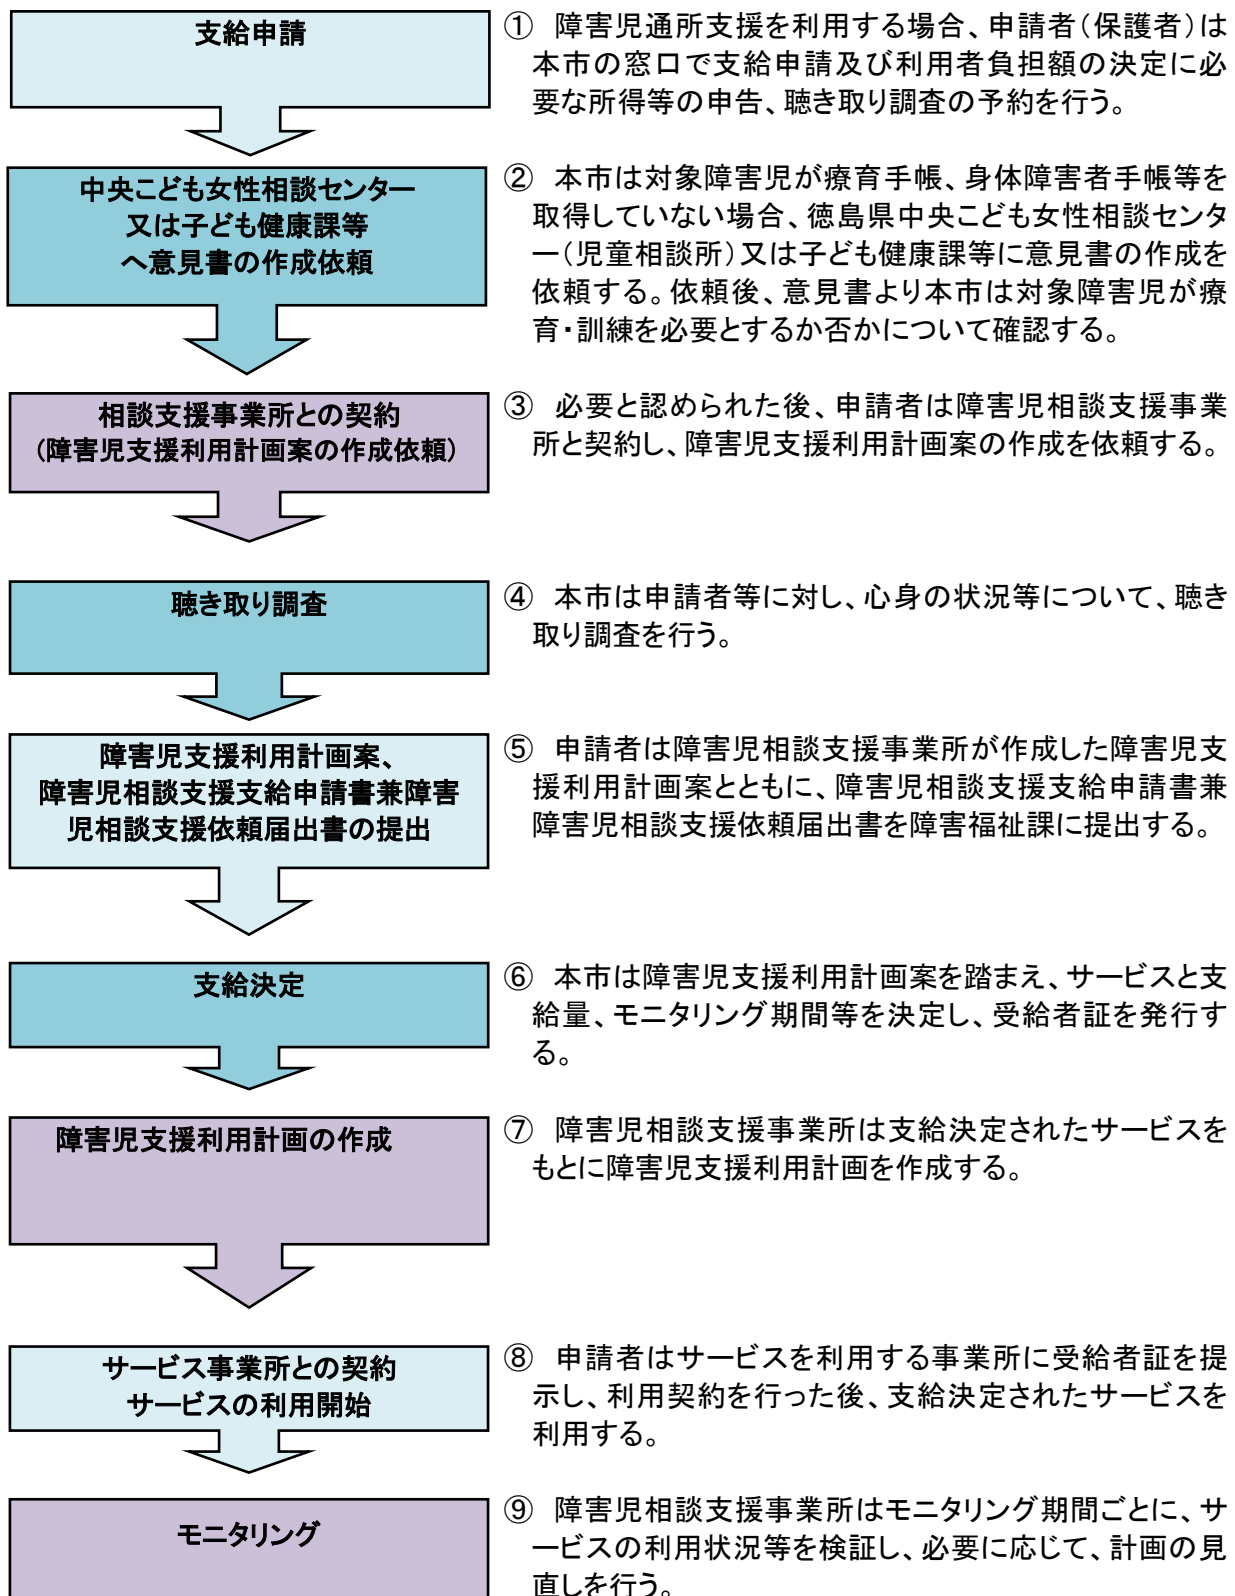 支給申請
① 障害児通所支援を利用する場合、申請者（保護者）は
本市の窓口で支給申請及び利用者負担額の決定に必
要な所得等の申告、聴き取り調査の予約を行う。
中央こども女性相談センター
又は子ども健康課等
へ意見書の作成依頼
② 本市は対象障害児が療育手帳、身体障害者手帳等を
取得していない場合、徳島県中央こども女性相談センタ
ー（児童相談所）又は子ども健康課等に意見書の作成を
依頼する。依頼後、意見書より本市は対象障害児が療
育・訓練を必要とするか否かについて確認する。
相談支援事業所との契約
（障害児支援利用計画案の作成依頼）
③ 必要と認められた後、申請者は障害児相談支援事業
所と契約し、障害児支援利用計画案の作成を依頼する。
聴き取り調査
④ 本市は申請者等に対し、心身の状況等について、聴き
取り調査を行う。
障害児支援利用計画案、
障害児相談支援支給申請書兼障害
児相談支援依頼届出書の提出
⑤ 申請者は障害児相談支援事業所が作成した障害児支
援利用計画案とともに、障害児相談支援支給申請書兼
障害児相談支援依頼届出書を障害福祉課に提出する。
支給決定
⑥ 本市は障害児支援利用計画案を踏まえ、サービスと支
給量、モニタリング期間等を決定し、受給者証を発行す
る。
障害児支援利用計画の作成
⑦ 障害児相談支援事業所は支給決定されたサービスを
もとに障害児支援利用計画を作成する。
サービス事業所との契約
サービスの利用開始
⑧ 申請者はサービスを利用する事業所に受給者証を提
示し、利用契約を行った後、支給決定されたサービスを
利用する。
モニタリング
⑨ 障害児相談支援事業所はモニタリング期間ごとに、サ
ービスの利用状況等を検証し、必要に応じて、計画の見
直しを行う。